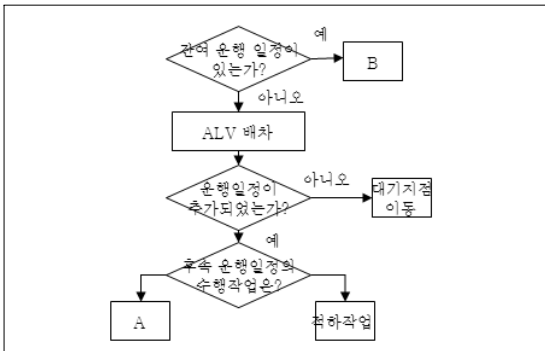 잔여 운행 일정이
있는가?
예
B
아니오
ALV 배차
운행일정이
추가되었는가?
아니오
대기지점
이동
예
후속 운행일정의
수행작업은?
A
적하작업